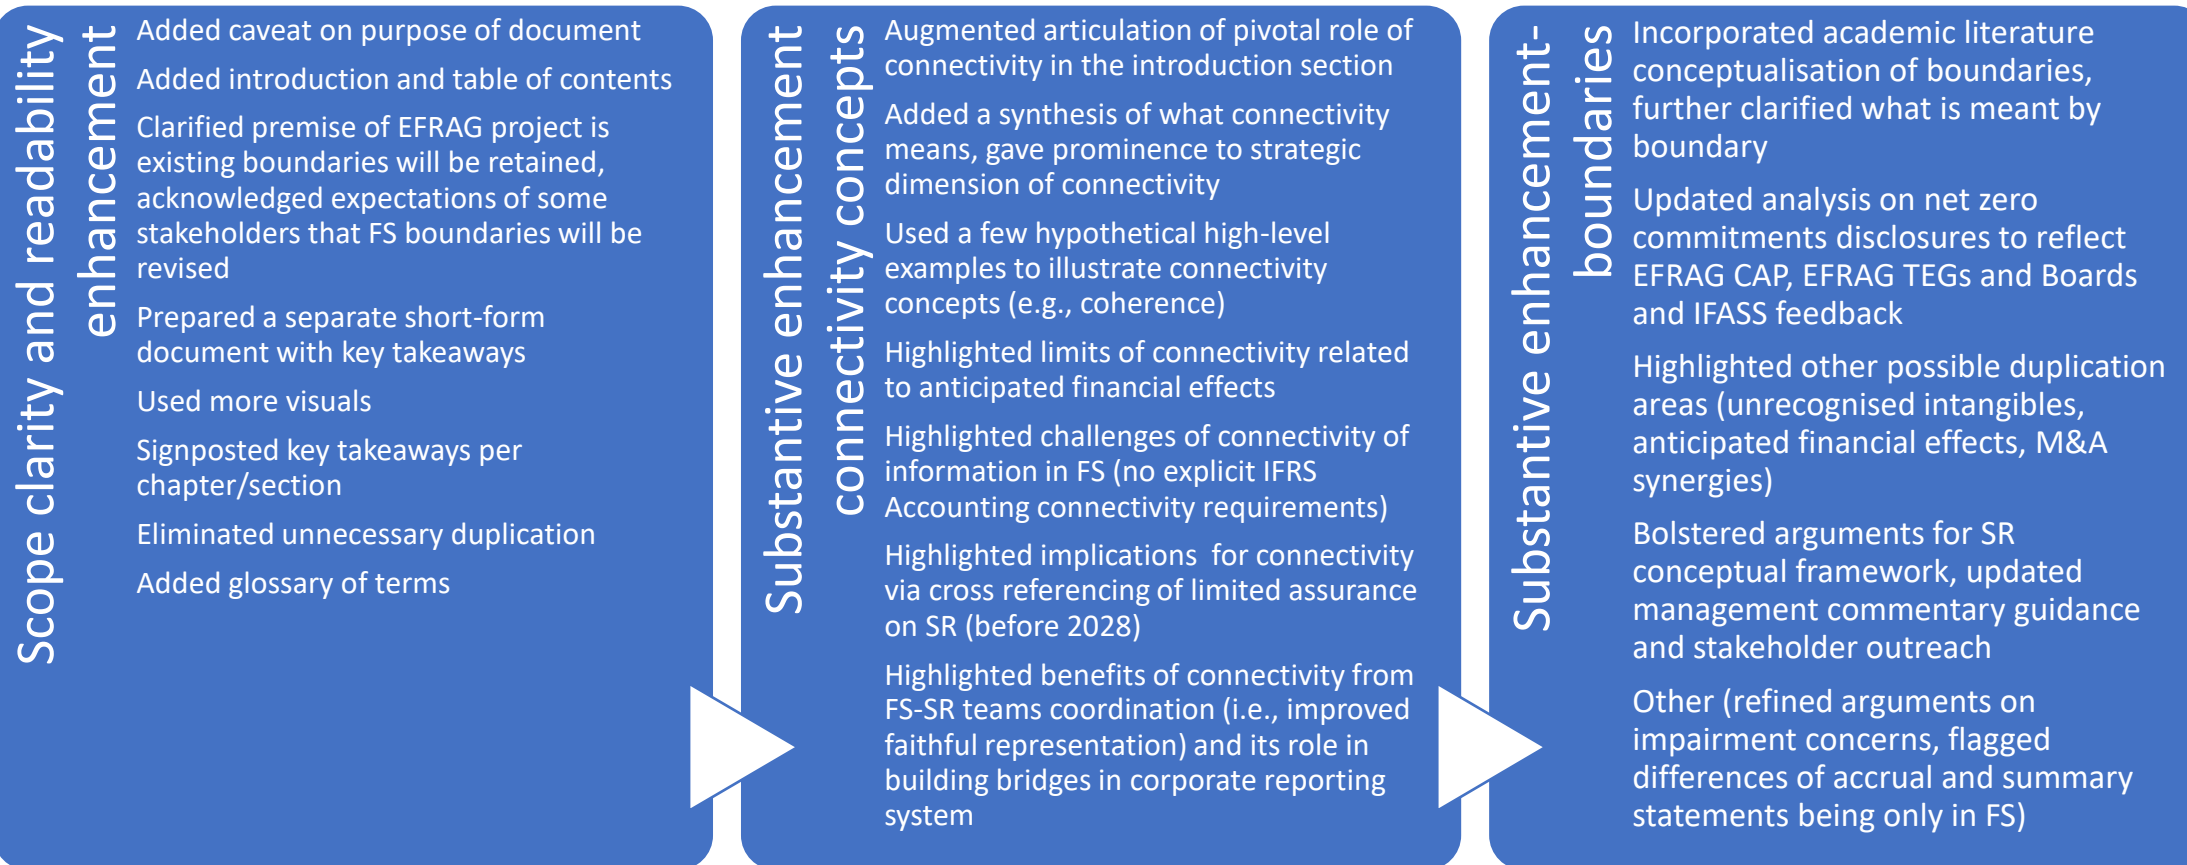 Scope clarity and readability
enhancement
Added caveat on purpose of document
Added introduction and table of contents
Clarified premise of EFRAG project is
existing boundaries will be retained,
acknowledged expectations of some
stakeholders that FS boundaries will be
revised
Prepared a separate short-form
document with key takeaways
Used more visuals
Signposted key takeaways per
chapter/section
Eliminated unnecessary duplication
Added glossary of terms
Substantive enhancement
connectivity concepts
Augmented articulation of pivotal role of
connectivity in the introduction section
Added a synthesis of what connectivity
means, gave prominence to strategic
dimension of connectivity
Used a few hypothetical high-level
examples to illustrate connectivity
concepts (e.g., coherence)
Highlighted limits of connectivity related
to anticipated financial effects
Highlighted challenges of connectivity of
information in FS (no explicit IFRS
Accounting connectivity requirements)
Highlighted implications  for connectivity
via cross referencing of limited assurance
on SR (before 2028)
Highlighted benefits of connectivity from
FS-SR teams coordination (i.e., improved
faithful representation) and its role in
building bridges in corporate reporting
system
Substantive enhancement-
boundaries
Incorporated academic literature
conceptualisation of boundaries,
further clarified what is meant by
boundary
Updated analysis on net zero
commitments disclosures to reflect
EFRAG CAP, EFRAG TEGs and Boards
and IFASS feedback
Highlighted other possible duplication
areas (unrecognised intangibles,
anticipated financial effects, M&A
synergies)
Bolstered arguments for SR
conceptual framework, updated
management commentary guidance
and stakeholder outreach
Other (refined arguments on
impairment concerns, flagged
differences of accrual and summary
statements being only in FS)